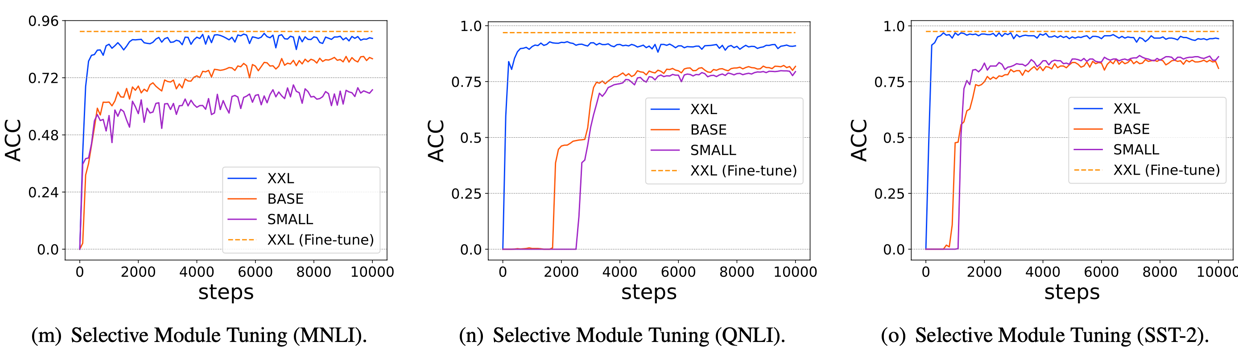 0.96
0.72
0.48
0.24
0.0
ACC
0
2000
4000
6000
8000
10000
steps
XXL
BASE
SMALL
XXL (Fine-tune)
(m) Selective Module Tuning (MNLI).
1.0
0.75
0.5
0.25
0.0
ACC
0
2000
4000
6000
8000
10000
steps
XXL
BASE
SMALL
XXL (Fine-tune)
(n) Selective Module Tuning (QNLI).
1.0
0.75
0.5
0.25
0.0
ACC
0
2000
4000
6000
8000
10000
steps
XXL
BASE
SMALL
XXL (Fine-tune)
(o) Selective Module Tuning (SST-2).